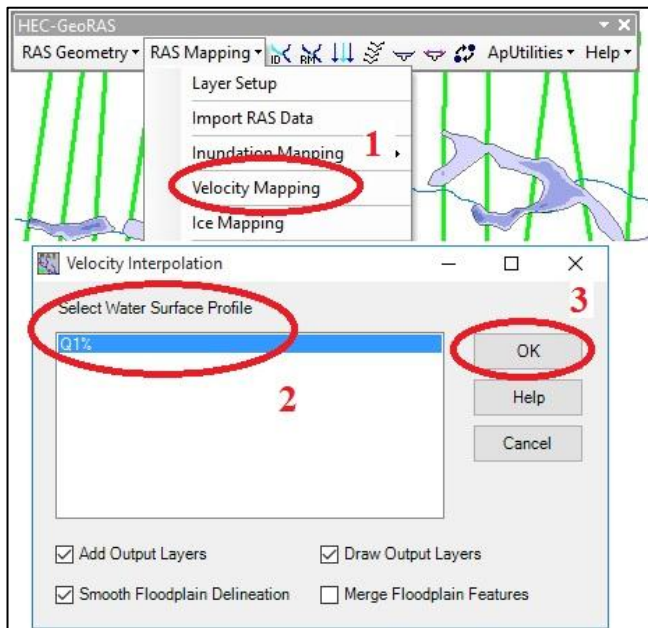 HEC-GeoRAS
RAS Geometry RAS Mapping ID RM ApUtilities Help
Layer Setup
Import RAS Data
Inundation Mapping 1
Velocity Mapping
Ice Mapping
Velocity Interpolation
Select Water Surface Profile 3
Q1% OK
2 Help
Cancel
Add Output Layers Draw Output Layers
Smooth Floodplain Delineation Merge Floodplain Features